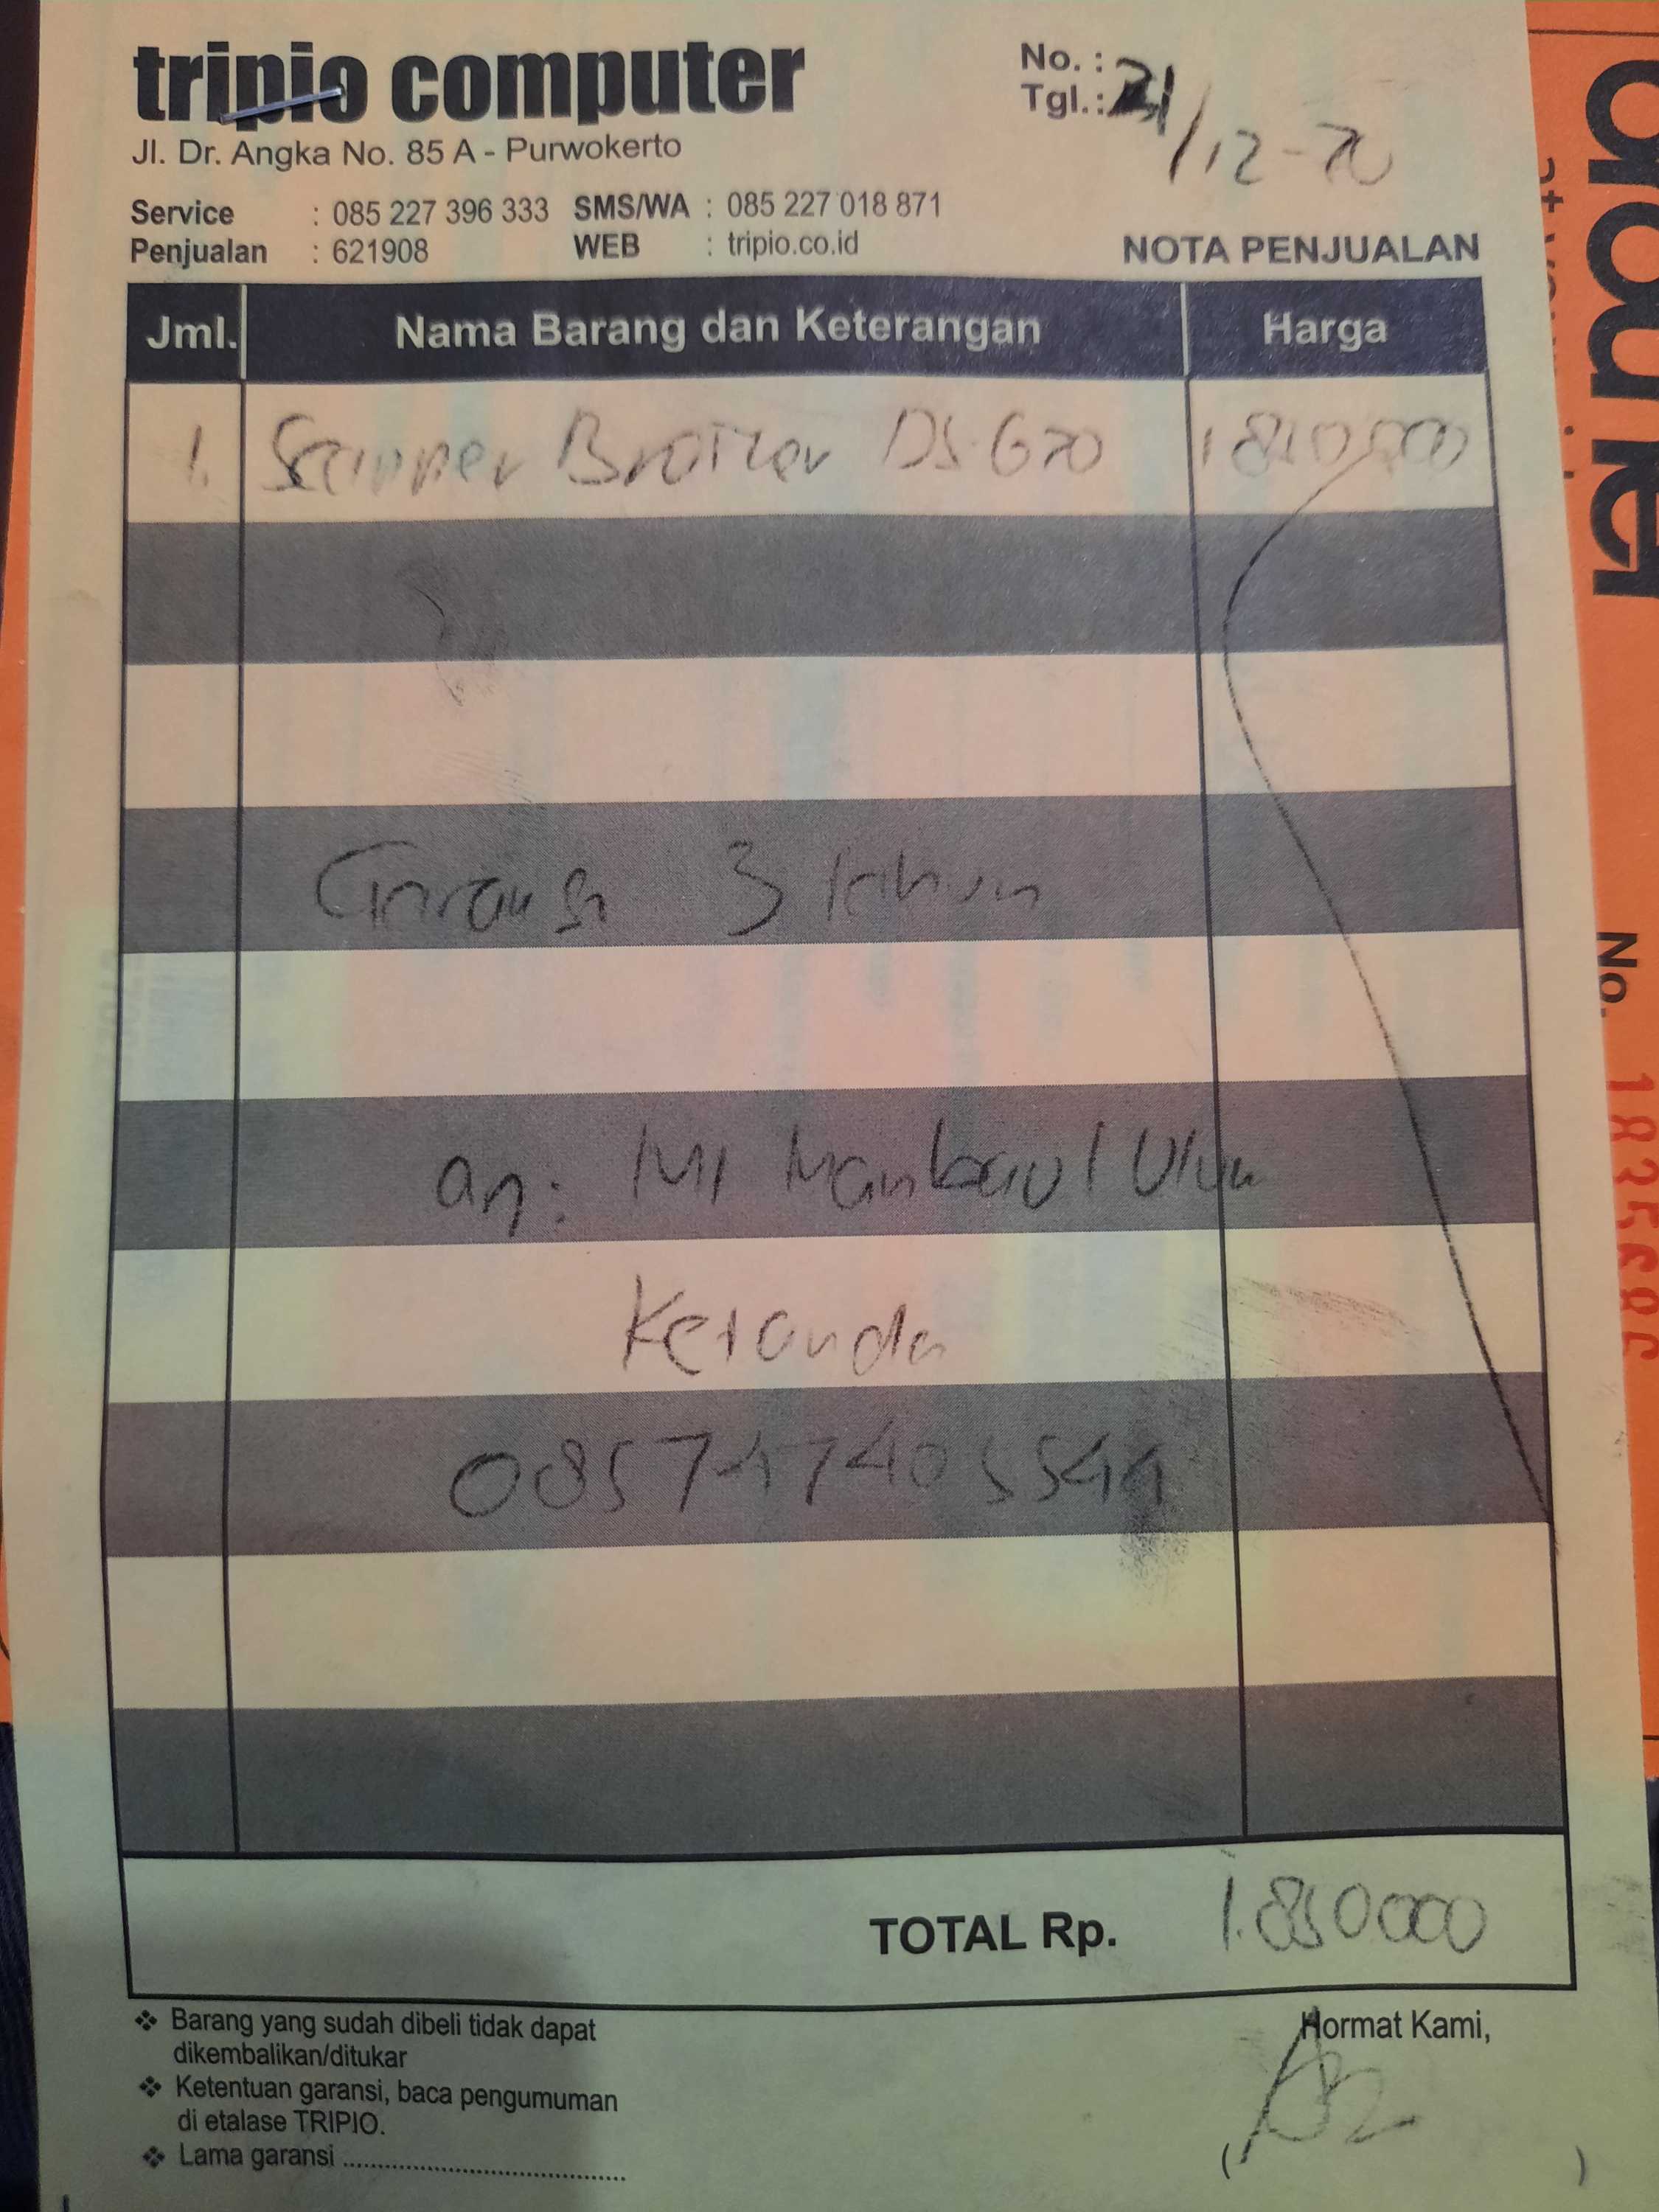 tripio computer
Jl. Dr. Angka No. 85 A - Purwokerto
Service : 085 227 396 333 SMS/WA : 085 227 018 871
Penjualan : 621908 WEB : tripio.co.id
No. :
Tgl.: 21/12-20
NOTA PENJUALAN
Jml. Nama Barang dan Keterangan Harga
1. Scanner Brother DS 620 1.850.000
Garansi 3 tahun
an: MI Manbaul Ulum
Keranda
085747405544
TOTAL Rp. 1.850.000
❖ Barang yang sudah dibeli tidak dapat
dikembalikan/ditukar
❖ Ketentuan garansi, baca pengumuman
di etalase TRIPIO.
❖ Lama garansi ......................................
Hormat Kami,
( )
No.